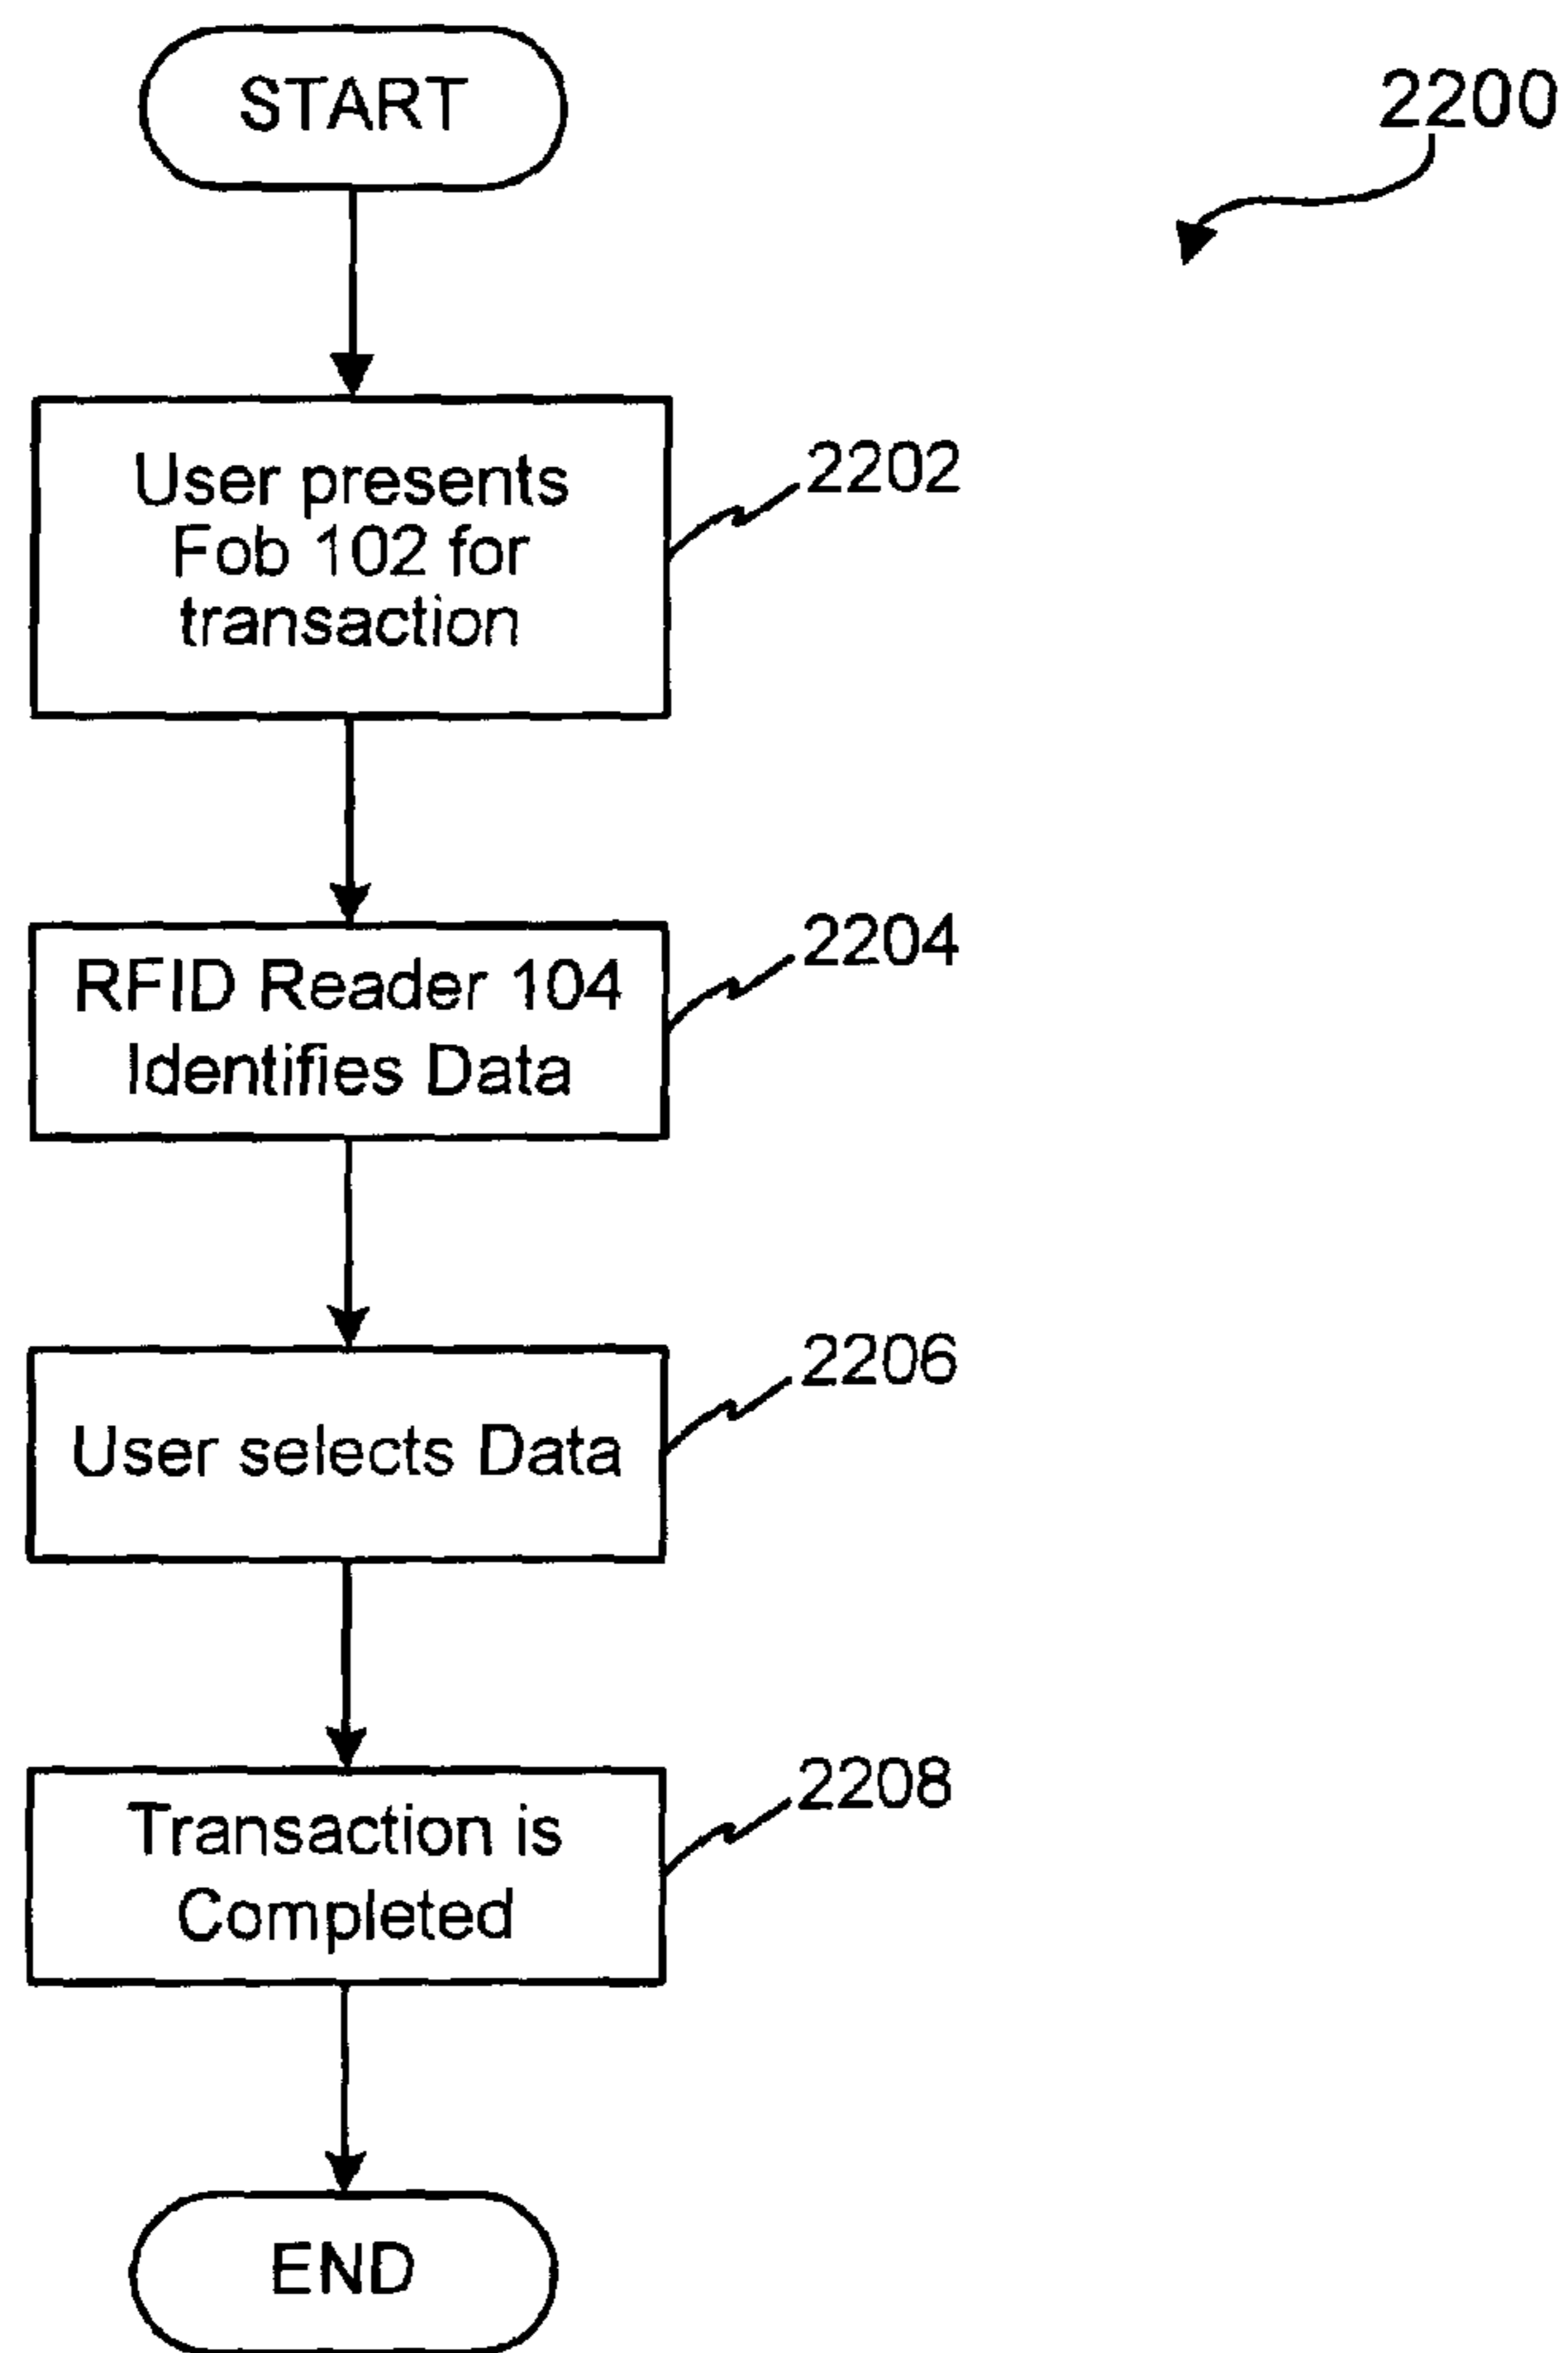 START
2200
User presents
Fob 102 for
transaction
2202
RFID Reader 104
Identifies Data
2204
User selects Data
2206
Transaction is
Completed
2208
END